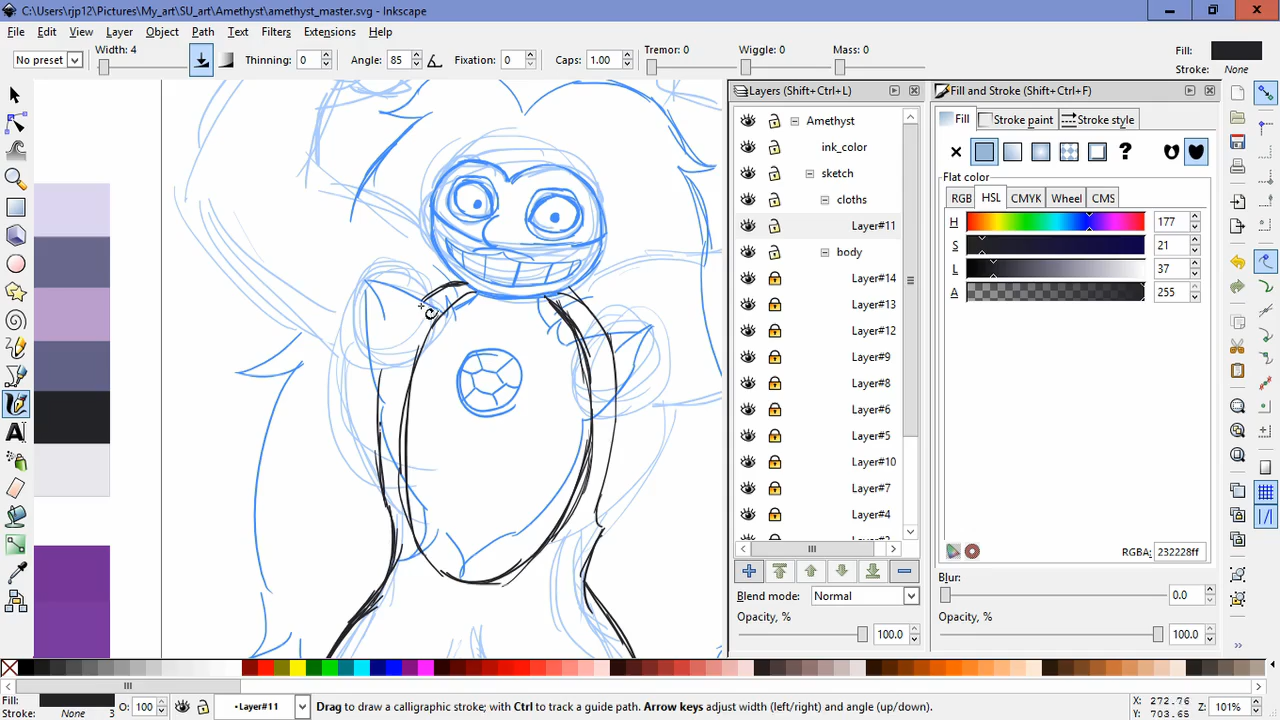 C:\Users\rjp12\Pictures\My_art\SU_art\Amethyst\amethyst_master.svg - Inkscape
File Edit View Layer Object Path Text Filters Extensions Help
No preset Width: 4 Thinning: 0 Angle: 85 Fixation: 0 Caps: 1.00 Tremor: 0 Wiggle: 0 Mass: 0 Fill:
Stroke: None
Layers (Shift+Ctrl+L)
Amethyst
ink_color
sketch
cloths
Layer#11
body
Layer#14
Layer#13
Layer#12
Layer#9
Layer#8
Layer#6
Layer#5
Layer#10
Layer#7
Layer#4
Blend mode: Normal
Opacity, %
100.0
Fill and Stroke (Shift+Ctrl+F)
Fill Stroke paint Stroke style
?
Flat color
RGB HSL CMYK Wheel CMS
H 177
S 21
L 37
A 255
RGBA: 232228ff
Blur:
0.0
Opacity, %
100.0
Fill:
Stroke: None 3
O: 100
•Layer#11
Drag to draw a calligraphic stroke; with Ctrl to track a guide path. Arrow keys adjust width (left/right) and angle (up/down).
X: 272.76
Y: 703.65
Z: 101%